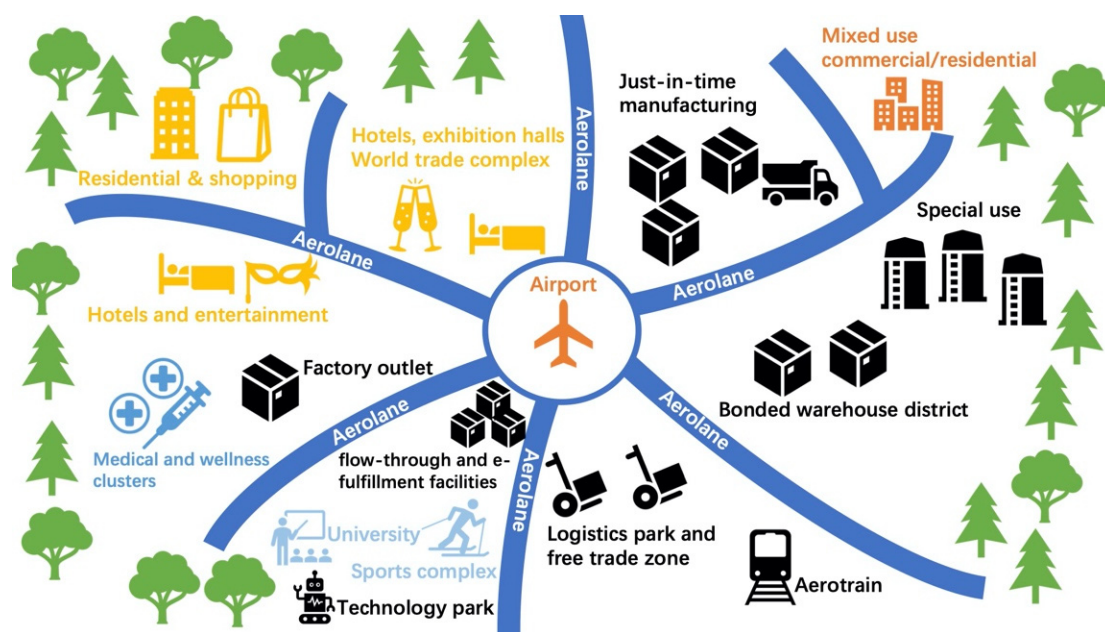 Mixed use
commercial/residential
Just-in-time
manufacturing
Hotels, exhibition halls
World trade complex
Residential & shopping
Aerolane
Aerolane
Aerolane
Special use
Airport
Hotels and entertainment
Factory outlet
Bonded warehouse district
Aerolane
Aerolane
Aerolane
Medical and wellness
clusters
flow-through and e-
fulfillment facilities
University
Sports complex
Technology park
Logistics park and
free trade zone
Aerotrain